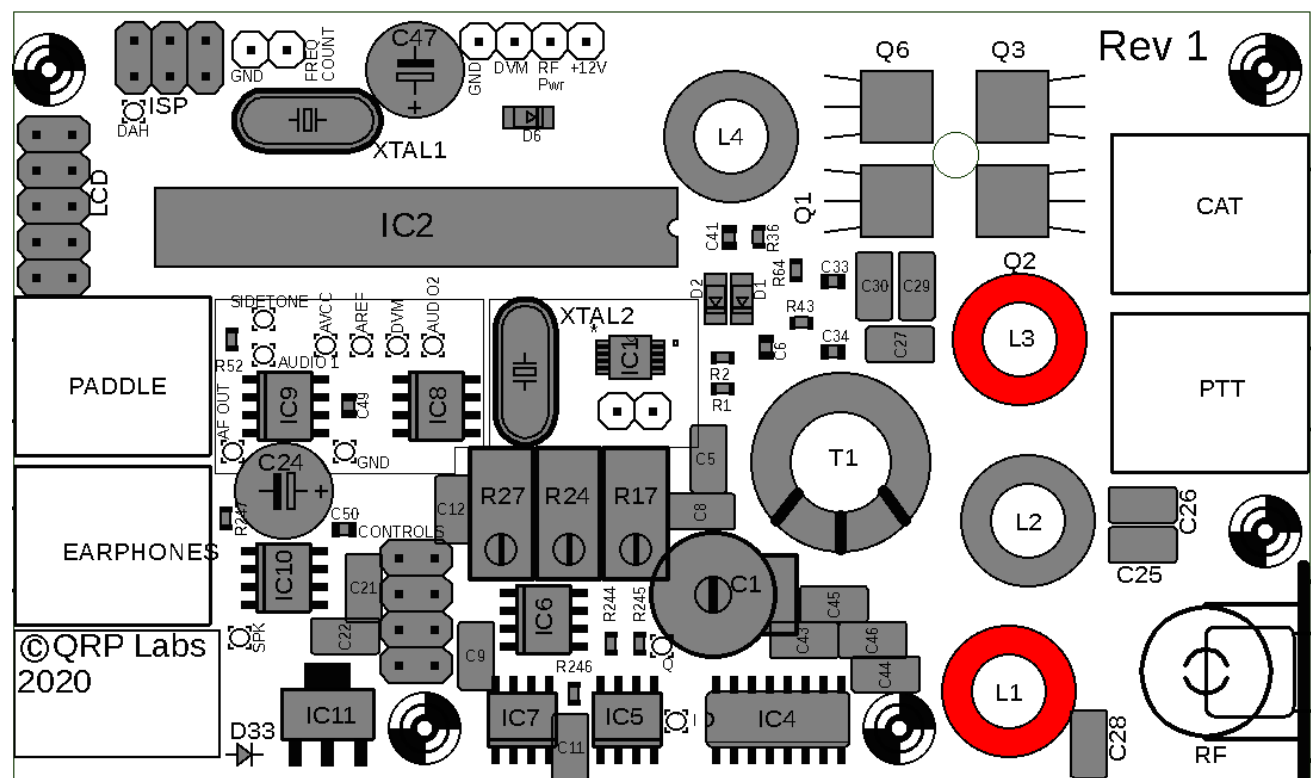 C47
Q6
Q3
Rev 1
GND
FREQ
COUNT
GND
DVM
RF
Pwr
+12V
ISP
DAH
XTAL1
D6
L4
LCD
CAT
IC2
Q1
C41
R36
R64
C33
Q2
D2
D1
C30
C29
SIDETONE
AVCC
AREF
DVM
AUDIO2
XTAL2
*
IC1
R43
C6
C34
C27
L3
R52
AUDIO 1
R2
R1
PADDLE
PTT
AF OUT
IC9
C49
IC8
GND
C24
+
C5
T1
R27
R24
R17
C12
C8
L2
C26
C25
R247
C50
CONTROLS
EARPHONES
IC10
C21
C22
IC6
R244
R245
C1
C45
C43
C46
C44
SPK
C9
R246
Q
©QRP Labs
2020
IC11
D33
IC7
C11
IC5
I
IC4
L1
C28
RF